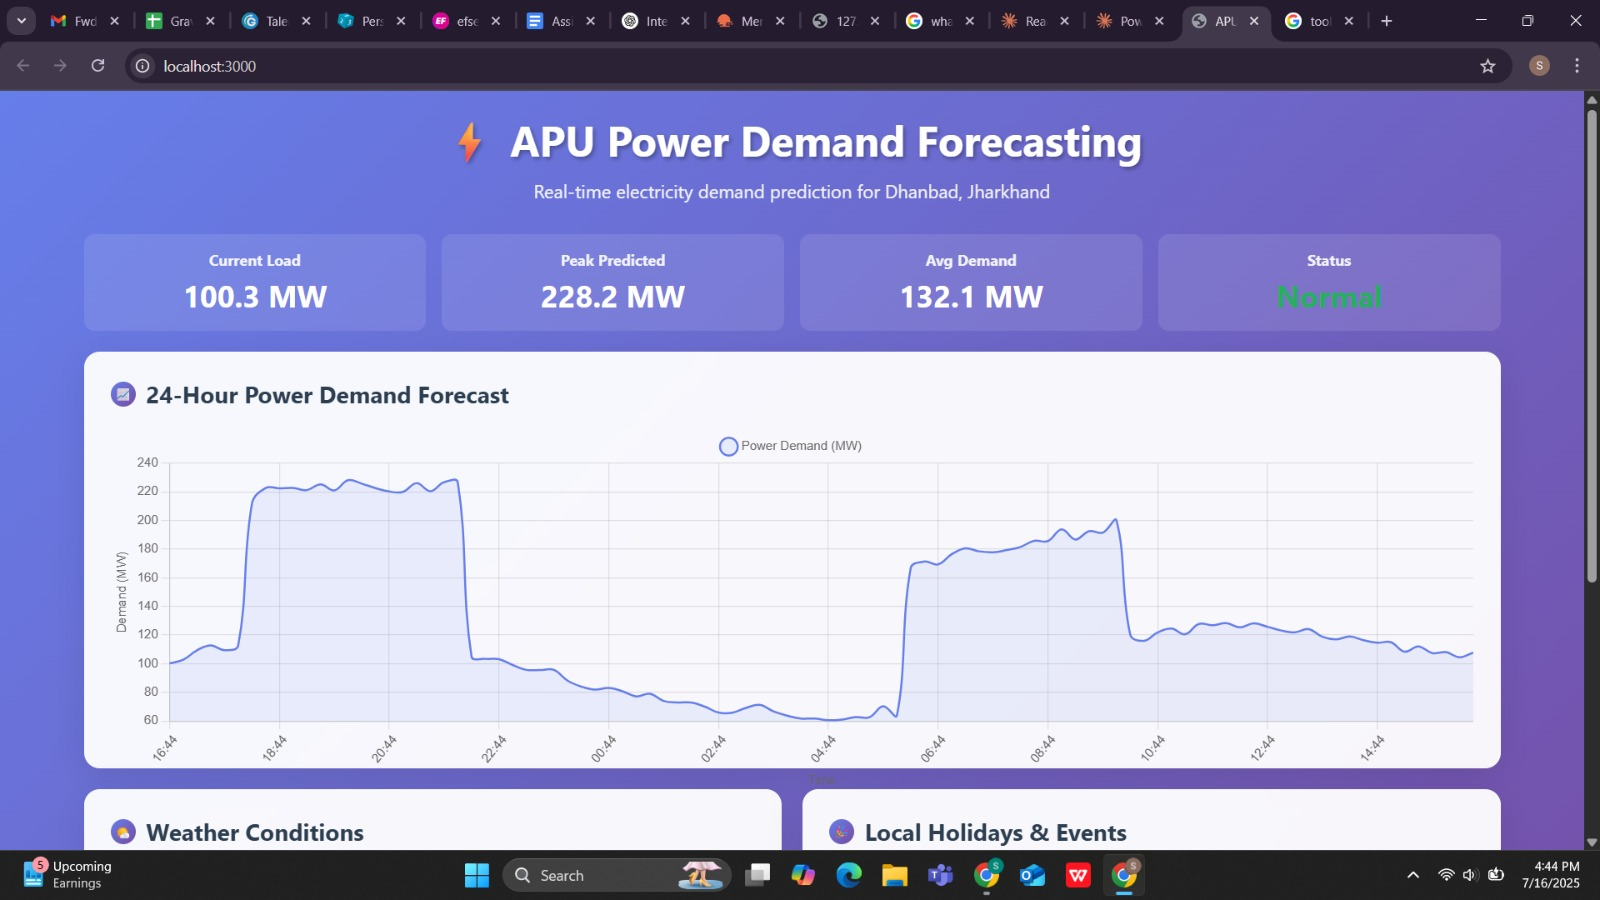 Fwd
Gra
Tale
Pers
EF
efse
Assi
Inte
Mer
127
wha
Rea
Pow
APU
tool
localhost:3000
S
APU Power Demand Forecasting
Real-time electricity demand prediction for Dhanbad, Jharkhand
Current Load
100.3 MW
Peak Predicted
228.2 MW
Avg Demand
132.1 MW
Status
Normal
24-Hour Power Demand Forecast
Power Demand (MW)
240
220
200
180
160
140
120
100
80
60
Demand (MW)
16:44
18:44
20:44
22:44
00:44
02:44
04:44
06:44
08:44
10:44
12:44
14:44
Time
Weather Conditions
Local Holidays & Events
5
Upcoming
Earnings
Search
S
S
4:44 PM
7/16/2025